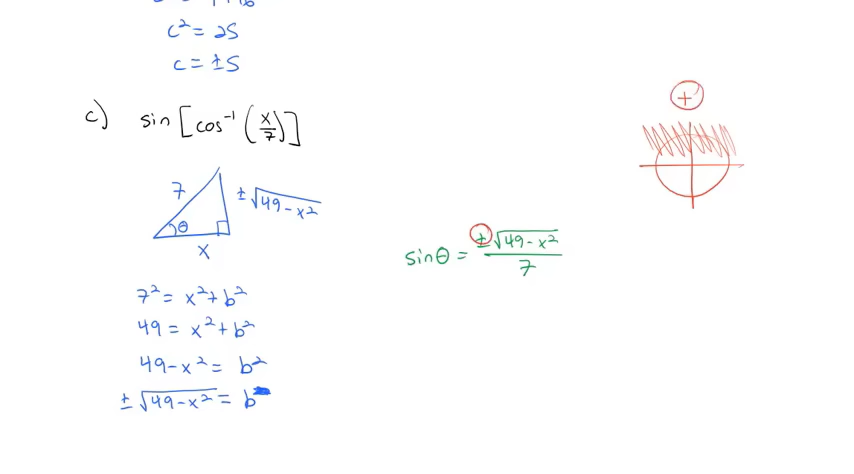 c² = 25
c = ±5
c) sin[cos⁻¹(x/7)]
+
7
±√49-x²
θ
x
sinθ = ±√49-x² / 7
7² = x² + b²
49 = x² + b²
49-x² = b²
±√49-x² = b